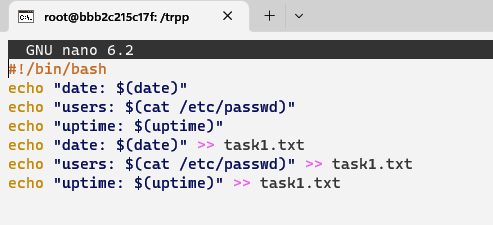 root@bbb2c215c17f: /trpp
GNU nano 6.2
#!/bin/bash
echo "date: $(date)"
echo "users: $(cat /etc/passwd)"
echo "uptime: $(uptime)"
echo "date: $(date)" >> task1.txt
echo "users: $(cat /etc/passwd)" >> task1.txt
echo "uptime: $(uptime)" >> task1.txt